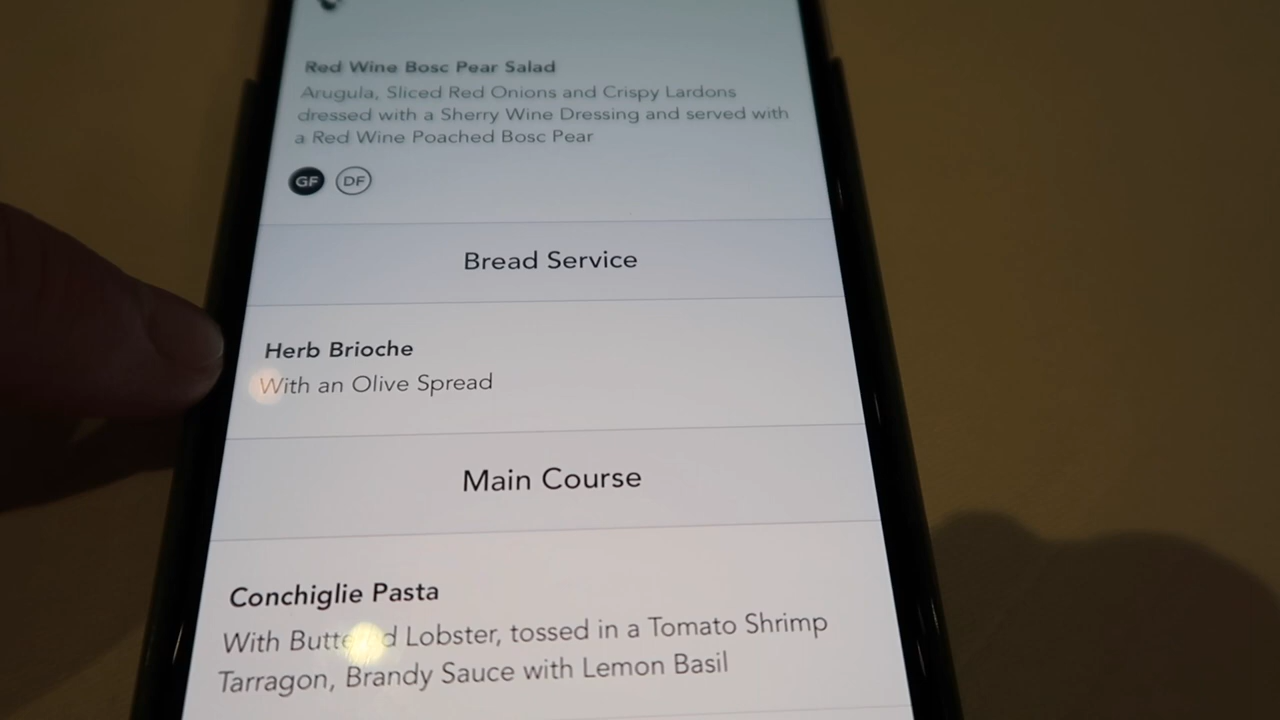 Red Wine Bosc Pear Salad
Arugula, Sliced Red Onions and Crispy Lardons
dressed with a Sherry Wine Dressing and served with
a Red Wine Poached Bosc Pear
GF DF
Bread Service
Herb Brioche
With an Olive Spread
Main Course
Conchiglie Pasta
With Buttered Lobster, tossed in a Tomato Shrimp
Tarragon, Brandy Sauce with Lemon Basil